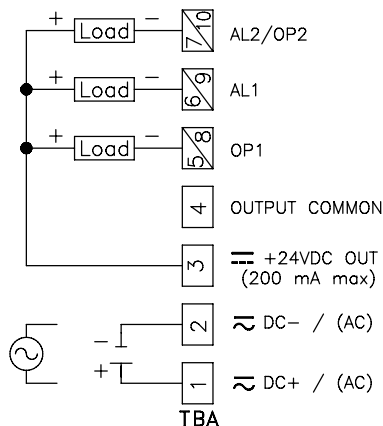 + Load − 7/10 AL2/OP2
+ Load − 6/9 AL1
+ Load − 5/8 OP1
4 OUTPUT COMMON
3 ⎓ +24VDC OUT
(200 mA max)
− 2 ≂ DC− / (AC)
+ 1 ≂ DC+ / (AC)
TBA